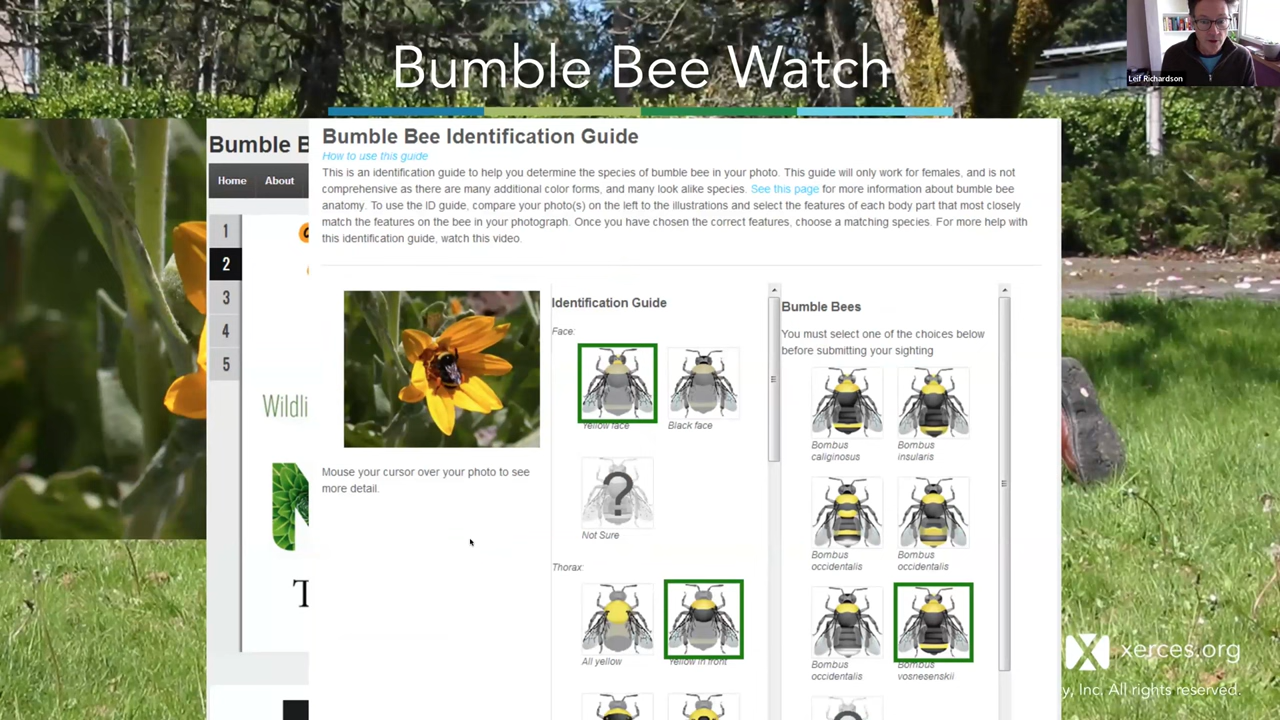 Bumble Bee Watch
Leif Richardson
Bumble B
Home About
1
2
3
4
5
Wildli
T
Bumble Bee Identification Guide
How to use this guide
This is an identification guide to help you determine the species of bumble bee in your photo. This guide will only work for females, and is not
comprehensive as there are many additional color forms, and many look alike species. See this page for more information about bumble bee
anatomy. To use the ID guide, compare your photo(s) on the left to the illustrations and select the features of each body part that most closely
match the features on the bee in your photograph. Once you have chosen the correct features, choose a matching species. For more help with
this identification guide, watch this video.
Mouse your cursor over your photo to see
more detail.
Identification Guide
Face:
Yellow face
Black face
?
Not Sure
Thorax:
All yellow
Yellow in front
Bumble Bees
You must select one of the choices below
before submitting your sighting
Bombus
caliginosus
Bombus
insularis
Bombus
occidentalis
Bombus
occidentalis
Bombus
occidentalis
Bombus
vosnesenskii
xerces.org
y, Inc. All rights reserved.